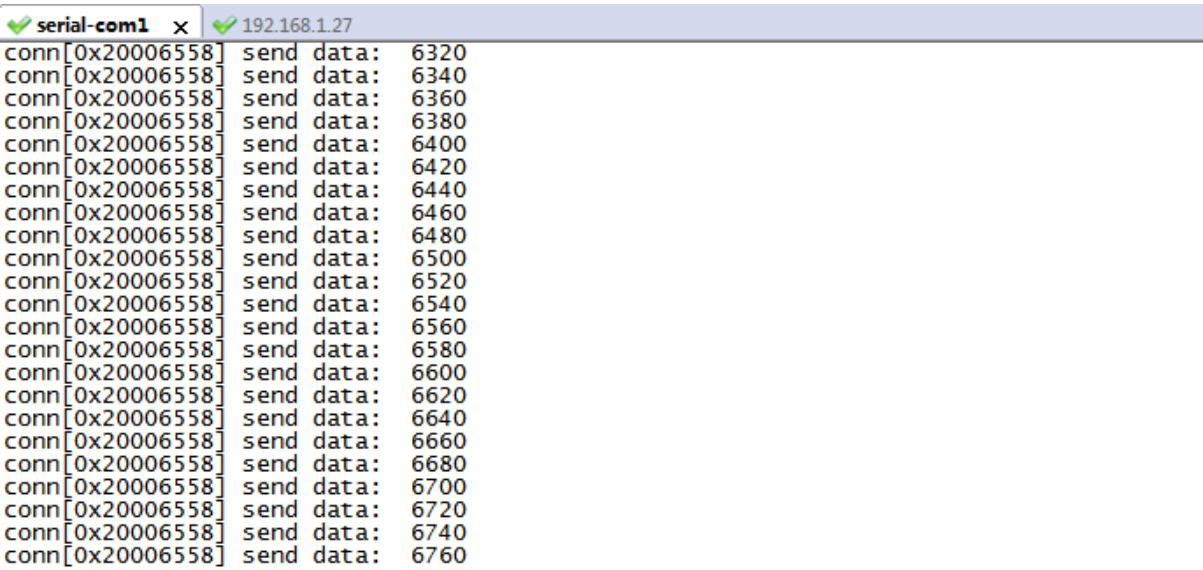 serial-com1 x 192.168.1.27
conn[0x20006558] send data: 6320
conn[0x20006558] send data: 6340
conn[0x20006558] send data: 6360
conn[0x20006558] send data: 6380
conn[0x20006558] send data: 6400
conn[0x20006558] send data: 6420
conn[0x20006558] send data: 6440
conn[0x20006558] send data: 6460
conn[0x20006558] send data: 6480
conn[0x20006558] send data: 6500
conn[0x20006558] send data: 6520
conn[0x20006558] send data: 6540
conn[0x20006558] send data: 6560
conn[0x20006558] send data: 6580
conn[0x20006558] send data: 6600
conn[0x20006558] send data: 6620
conn[0x20006558] send data: 6640
conn[0x20006558] send data: 6660
conn[0x20006558] send data: 6680
conn[0x20006558] send data: 6700
conn[0x20006558] send data: 6720
conn[0x20006558] send data: 6740
conn[0x20006558] send data: 6760